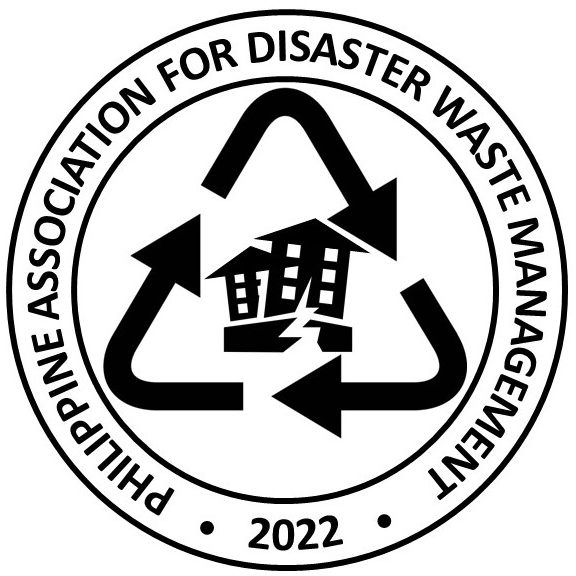 PHILIPPINE ASSOCIATION FOR DISASTER WASTE MANAGEMENT
• 2022 •